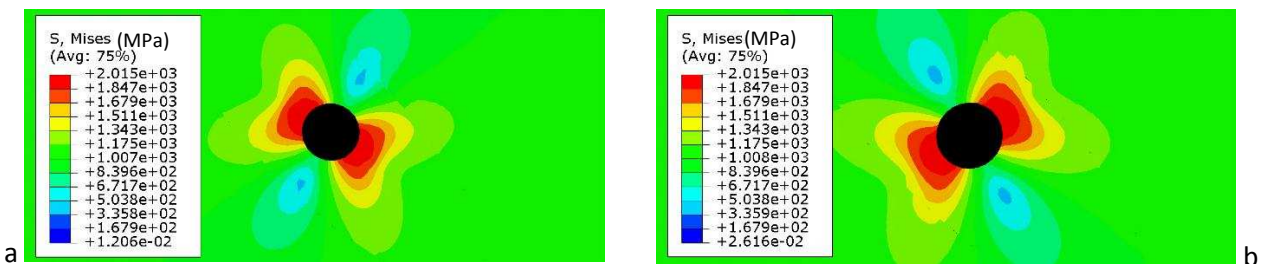 S, Mises (MPa)
(Avg: 75%)
+2.015e+03
+1.847e+03
+1.679e+03
+1.511e+03
+1.343e+03
+1.175e+03
+1.007e+03
+8.396e+02
+6.717e+02
+5.038e+02
+3.358e+02
+1.679e+02
+1.206e-02
a
S, Mises(MPa)
(Avg: 75%)
+2.015e+03
+1.847e+03
+1.679e+03
+1.511e+03
+1.343e+03
+1.175e+03
+1.008e+03
+8.396e+02
+6.717e+02
+5.038e+02
+3.359e+02
+1.679e+02
+2.616e-02
b